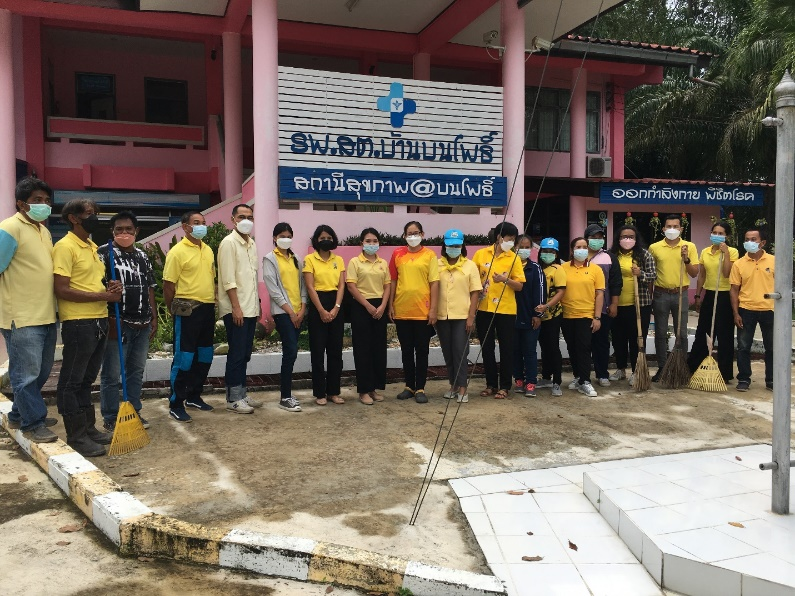 รพ.สต.บ้านบนโพธิ์
สถานีสุขภาพ@บนโพธิ์
ออกกำลังกาย พิชิตโรค